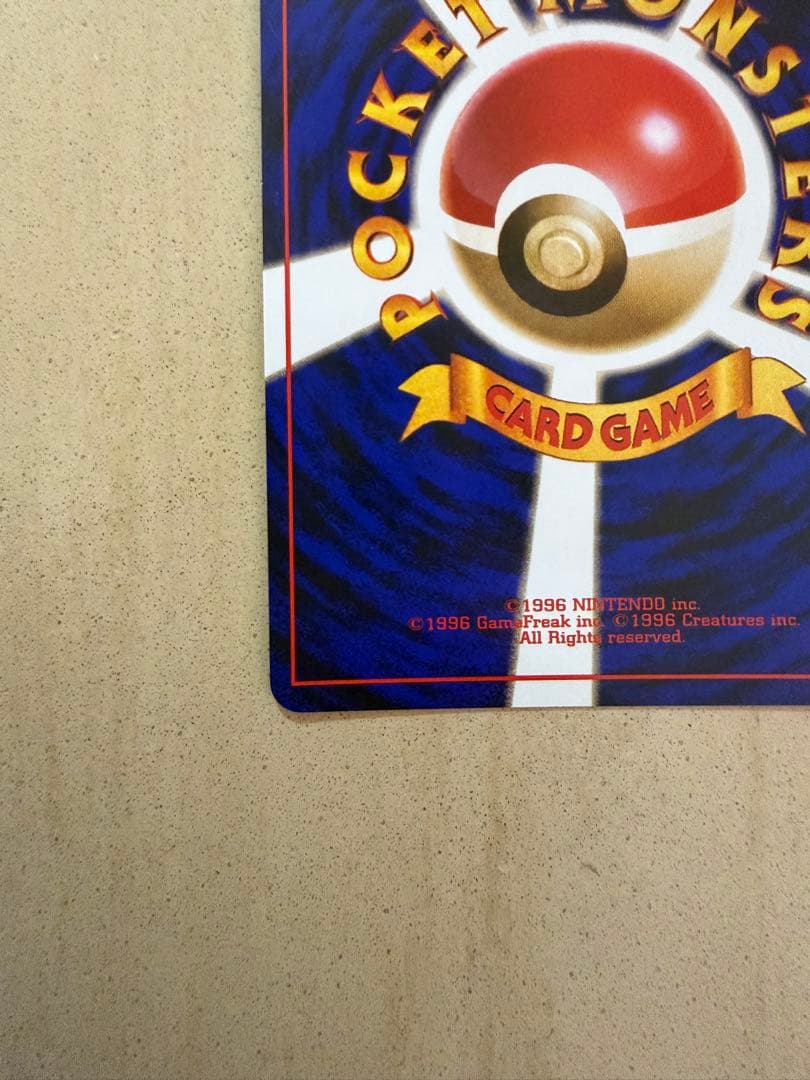 POCKET MONSTERS
CARD GAME
©1996 NINTENDO inc.
©1996 GameFreak inc. ©1996 Creatures inc.
All Rights reserved.